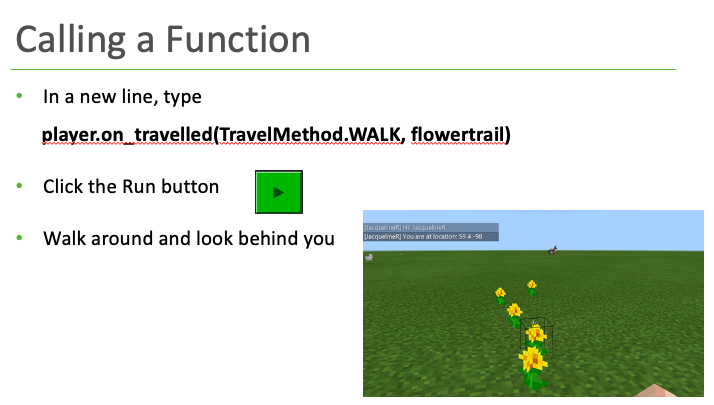 Calling a Function
• In a new line, type
player.on_travelled(TravelMethod.WALK, flowertrail)
• Click the Run button
• Walk around and look behind you
[JacquelineR] Hi! JacquelineR
[JacquelineR] You are at location: 59 4 -98